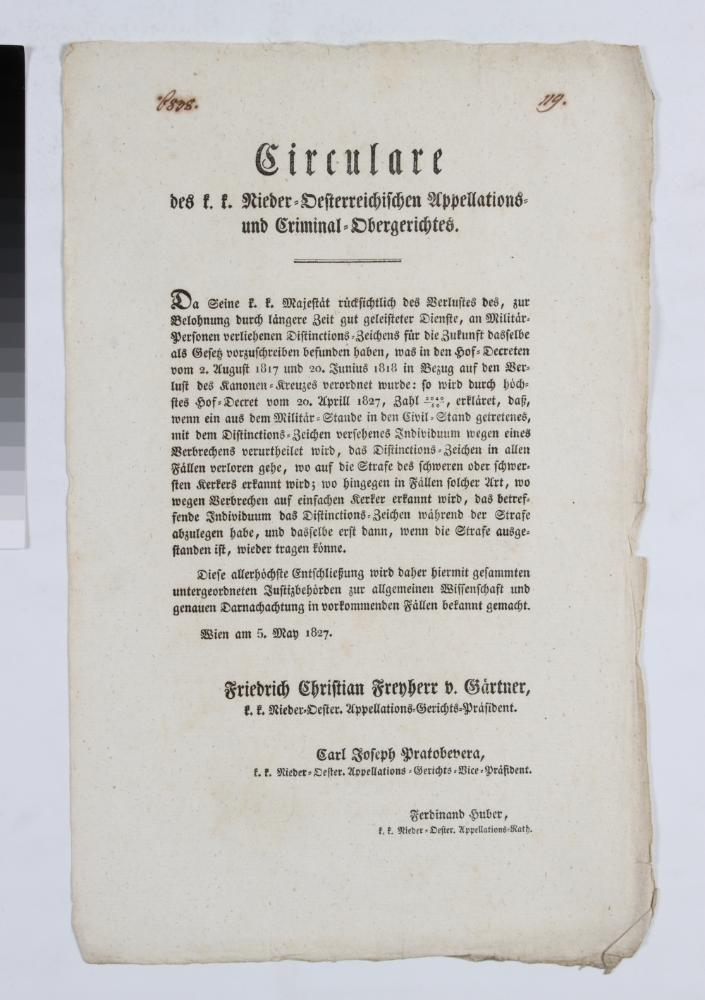 6898.
119.
Circulare
des k. k. Nieder-Oesterreichischen Appellations-
und Criminal-Obergerichtes.
Da Seine k. k. Majestät rücksichtlich des Verlustes des, zur
Belohnung durch längere Zeit gut geleisteter Dienste, an Militär-
Personen verliehenen Distinctions-Zeichens für die Zukunft dasselbe
als Gesetz vorzuschreiben befunden haben, was in den Hof-Decreten
vom 2. August 1817 und 20. Junius 1818 in Bezug auf den Ver-
lust des Kanonen-Kreuzes verordnet wurde: so wird durch höch-
stes Hof-Decret vom 20. Aprill 1827, Zahl , erkläret, daß,
wenn ein aus dem Militär-Stande in den Civil-Stand getretenes,
mit dem Distinctions-Zeichen versehenes Individuum wegen eines
Verbrechens verurtheilet wird, das Distinctions-Zeichen in allen
Fällen verloren gehe, wo auf die Strafe des schweren oder schwer-
sten Kerkers erkannt wird; wo hingegen in Fällen solcher Art, wo
wegen Verbrechen auf einfachen Kerker erkannt wird, das betref-
fende Individuum das Distinctions-Zeichen während der Strafe
abzulegen habe, und dasselbe erst dann, wenn die Strafe ausge-
standen ist, wieder tragen könne.
Diese allerhöchste Entschließung wird daher hiermit gesammten
untergeordneten Justizbehörden zur allgemeinen Wissenschaft und
genauen Darnachachtung in vorkommenden Fällen bekannt gemacht.
Wien am 5. May 1827.
Friedrich Christian Freyherr v. Gärtner,
k. k. Nieder-Oester. Appellations-Gerichts-Präsident.
Carl Joseph Pratobevera,
k. k. Nieder-Oester. Appellations-Gerichts-Vice-Präsident.
Ferdinand Huber,
k. k. Nieder-Oester. Appellations-Rath.